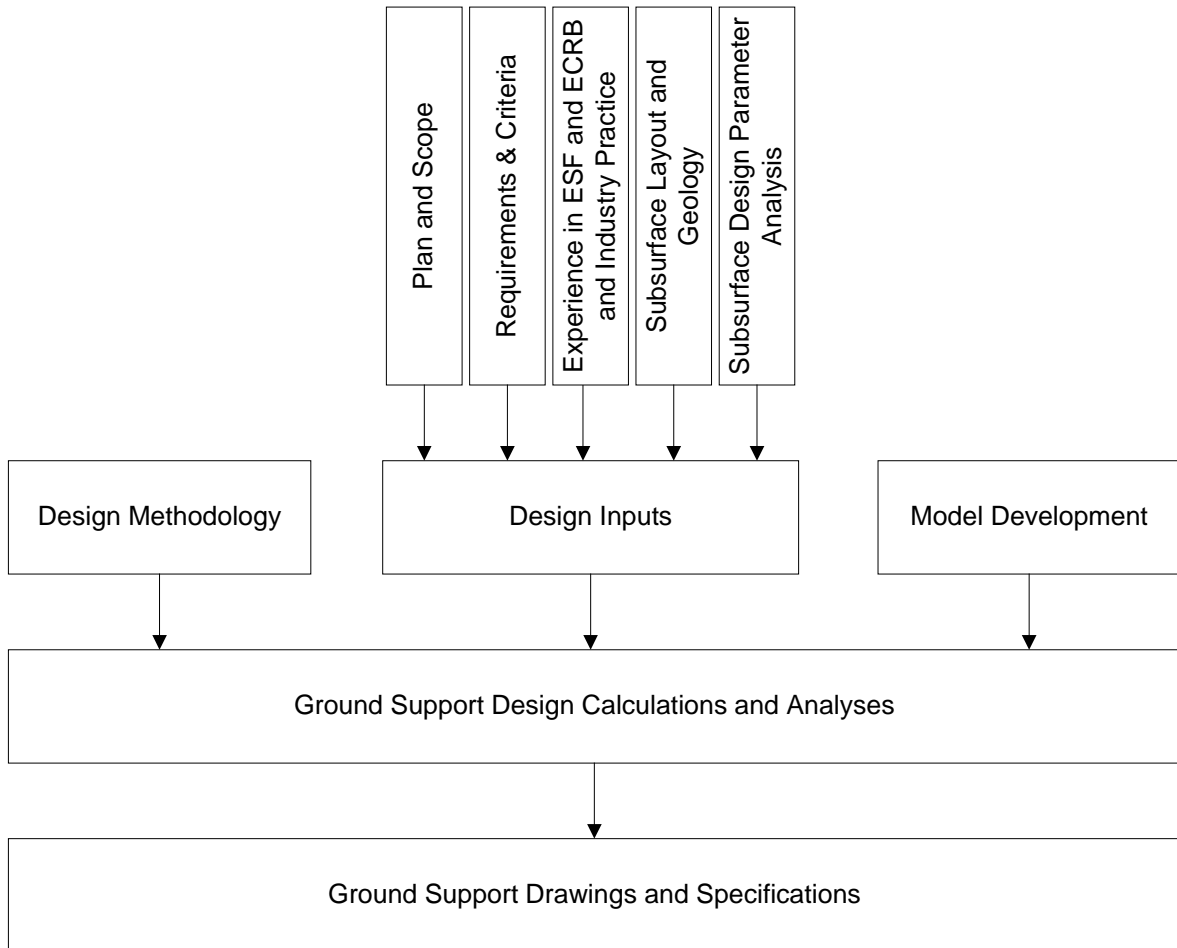 Plan and Scope
Requirements & Criteria
Experience in ESF and ECRB
and Industry Practice
Subsurface Layout and
Geology
Subsurface Design Parameter
Analysis
Design Methodology
Design Inputs
Model Development
Ground Support Design Calculations and Analyses
Ground Support Drawings and Specifications